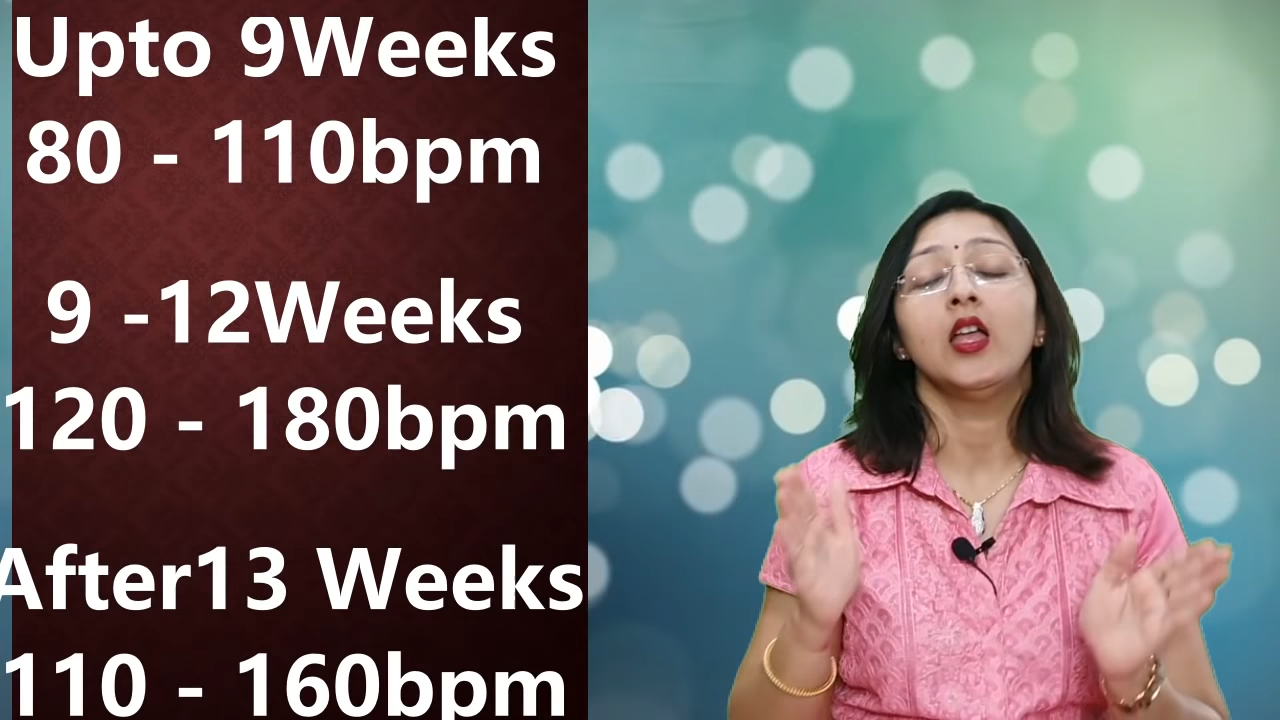 Upto 9Weeks
80 - 110bpm
9 -12Weeks
120 - 180bpm
After13 Weeks
110 - 160bpm